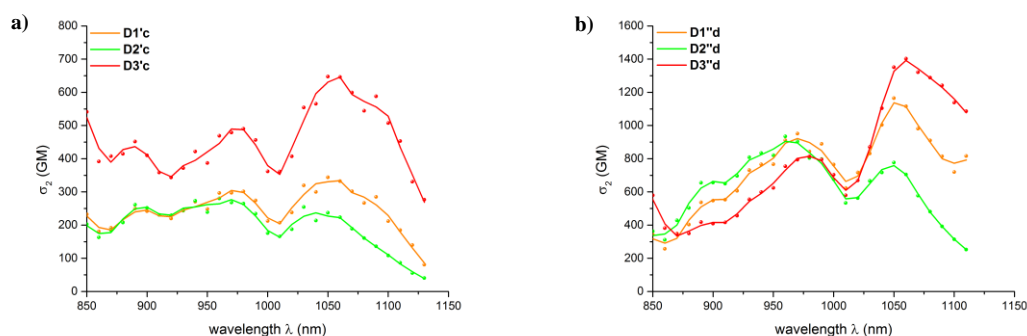 a)
800
700
600
500
400
300
200
100
0
σ2 (GM)
D1'c
D2'c
D3'c
850 900 950 1000 1050 1100 1150
wavelength λ (nm)
b)
1600
1400
1200
1000
800
600
400
200
0
σ2 (GM)
D1''d
D2''d
D3''d
850 900 950 1000 1050 1100 1150
wavelength λ (nm)